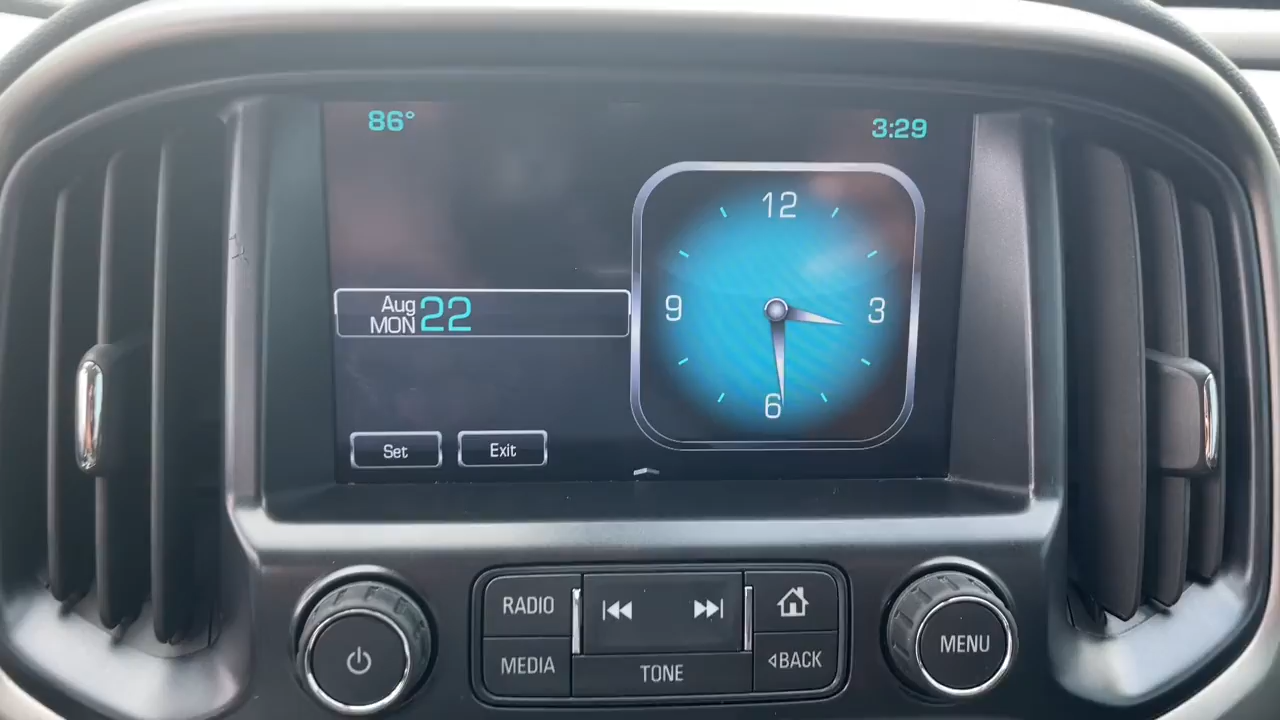 86°
3:29
12
9
3
6
Aug
MON 22
Set
Exit
RADIO
MEDIA
TONE
BACK
MENU